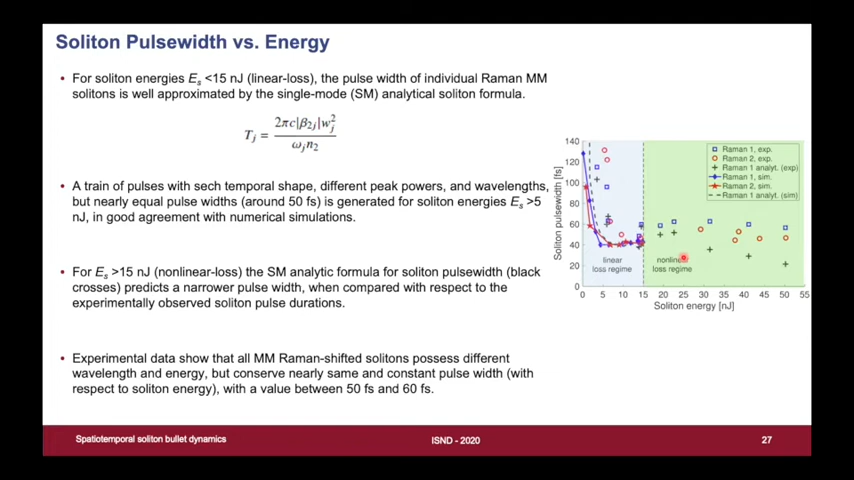 Soliton Pulsewidth vs. Energy
• For soliton energies Es <15 nJ (linear-loss), the pulse width of individual Raman MM
solitons is well approximated by the single-mode (SM) analytical soliton formula.
Tj = 2πc|β2j|wj² / ωjn2
• A train of pulses with sech temporal shape, different peak powers, and wavelengths,
but nearly equal pulse widths (around 50 fs) is generated for soliton energies Es >5
nJ, in good agreement with numerical simulations.
• For Es >15 nJ (nonlinear-loss) the SM analytic formula for soliton pulsewidth (black
crosses) predicts a narrower pulse width, when compared with respect to the
experimentally observed soliton pulse durations.
• Experimental data show that all MM Raman-shifted solitons possess different
wavelength and energy, but conserve nearly same and constant pulse width (with
respect to soliton energy), with a value between 50 fs and 60 fs.
Soliton pulsewidth [fs]
140
120
100
80
60
40
20
0
Raman 1, exp.
Raman 2, exp.
Raman 1 analyt. (exp)
Raman 1, sim.
Raman 2, sim.
Raman 1 analyt. (sim)
linear
loss regime
loss regime
0 5 10 15 20 25 30 35 40 45 50 55
Soliton energy [nJ]
Spatiotemporal soliton bullet dynamics
ISND - 2020
27